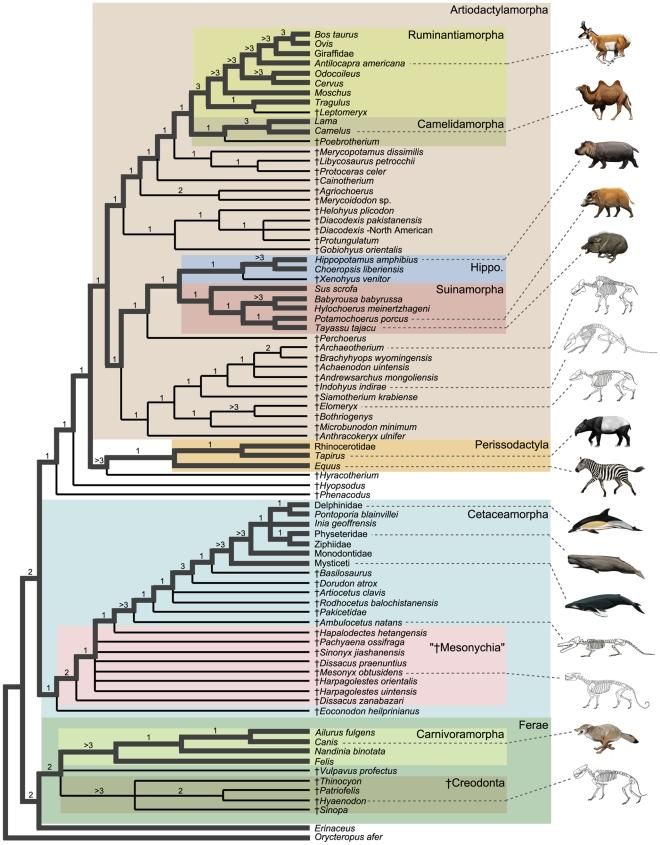 Artiodactylamorpha
Bos taurus
Ruminantiamorpha
Ovis
Giraffidae
Antilocapra americana
Odocoileus
Cervus
Moschus
Tragulus
†Leptomeryx
Lama
Camelidamorpha
Camelus
†Poebrotherium
†Merycopotamus dissimilis
†Libycosaurus petrocchii
†Protoceras celer
†Cainotherium
†Agriochoerus
†Merycoidodon sp.
†Helohyus plicodon
†Diacodexis pakistanensis
†Diacodexis -North American
†Protungulatum
†Gobiohyus orientalis
Hippopotamus amphibius
Choeropsis liberiensis
Hippo.
†Xenohyus venitor
Sus scrofa
Suinamorpha
Babyrousa babyrussa
Hylochoerus meinertzhageni
Potamochoerus porcus
Tayassu tajacu
†Perchoerus
†Archaeotherium
†Brachyhyops wyomingensis
†Achaenodon uintensis
†Andrewsarchus mongoliensis
†Indohyus indirae
†Siamotherium krabiense
†Elomeryx
†Bothriogenys
†Microbunodon minimum
†Anthracokeryx ulnifer
Rhinocerotidae
Perissodactyla
Tapirus
Equus
†Hyracotherium
†Hyopsodus
†Phenacodus
Delphinidae
Cetaceamorpha
Pontoporia blainvillei
Inia geoffrensis
Physeteridae
Ziphiidae
Monodontidae
Mysticeti
†Basilosaurus
†Dorudon atrox
†Artiocetus clavis
†Rodhocetus balochistanensis
†Pakicetidae
†Ambulocetus natans
†Hapalodectes hetangensis
†Pachyaena ossifraga
"†Mesonychia"
†Sinonyx jiashanensis
†Dissacus praenuntius
†Mesonyx obtusidens
†Harpagolestes orientalis
†Harpagolestes uintensis
†Dissacus zanabazari
†Eoconodon heilprinianus
Ferae
Ailurus fulgens
Carnivoramorpha
Canis
Nandinia binotata
Felis
†Vulpavus profectus
†Thinocyon
†Creodonta
†Patriofelis
†Hyaenodon
†Sinopa
Erinaceus
Orycteropus afer